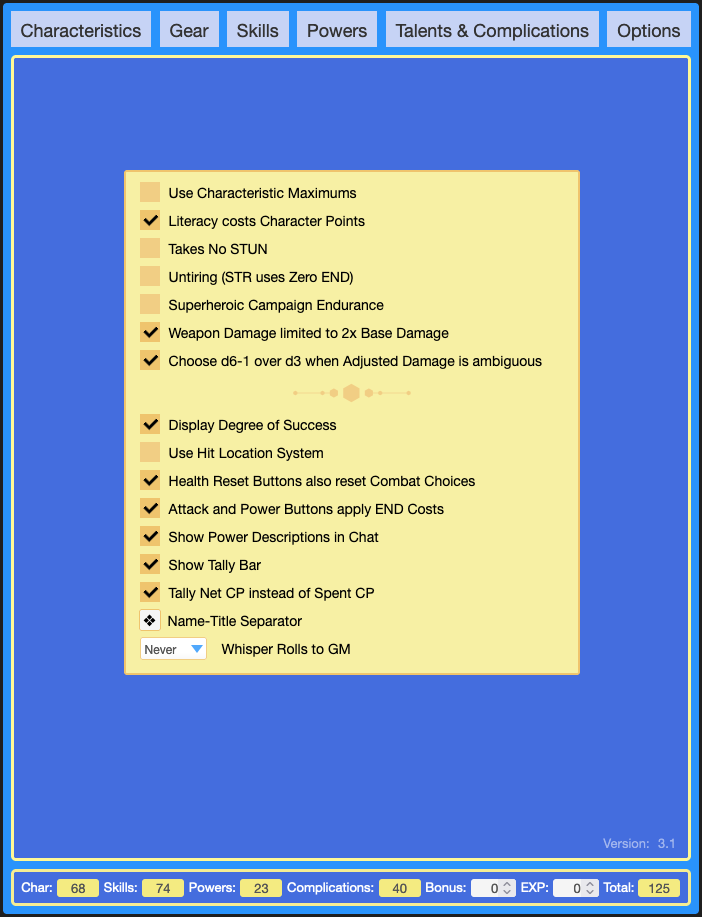 Characteristics Gear Skills Powers Talents & Complications Options
Use Characteristic Maximums
Literacy costs Character Points
Takes No STUN
Untiring (STR uses Zero END)
Superheroic Campaign Endurance
Weapon Damage limited to 2x Base Damage
Choose d6-1 over d3 when Adjusted Damage is ambiguous
Display Degree of Success
Use Hit Location System
Health Reset Buttons also reset Combat Choices
Attack and Power Buttons apply END Costs
Show Power Descriptions in Chat
Show Tally Bar
Tally Net CP instead of Spent CP
❖ Name-Title Separator
Never Whisper Rolls to GM
Version: 3.1
Char: 68 Skills: 74 Powers: 23 Complications: 40 Bonus: 0 EXP: 0 Total: 125